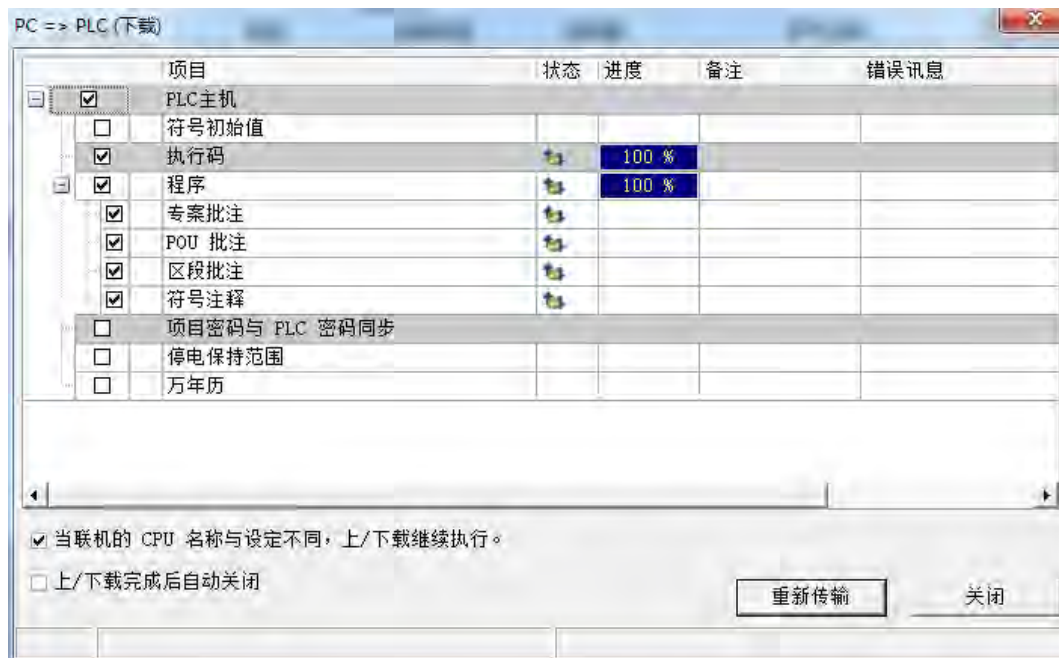 PC => PLC (下载)
项目 状态 进度 备注 错误讯息
PLC主机
符号初始值
执行码 100 %
程序 100 %
专案批注
POU 批注
区段批注
符号注释
项目密码与 PLC 密码同步
停电保持范围
万年历
当联机的 CPU 名称与设定不同，上/下载继续执行。
上/下载完成后自动关闭
重新传输 关闭